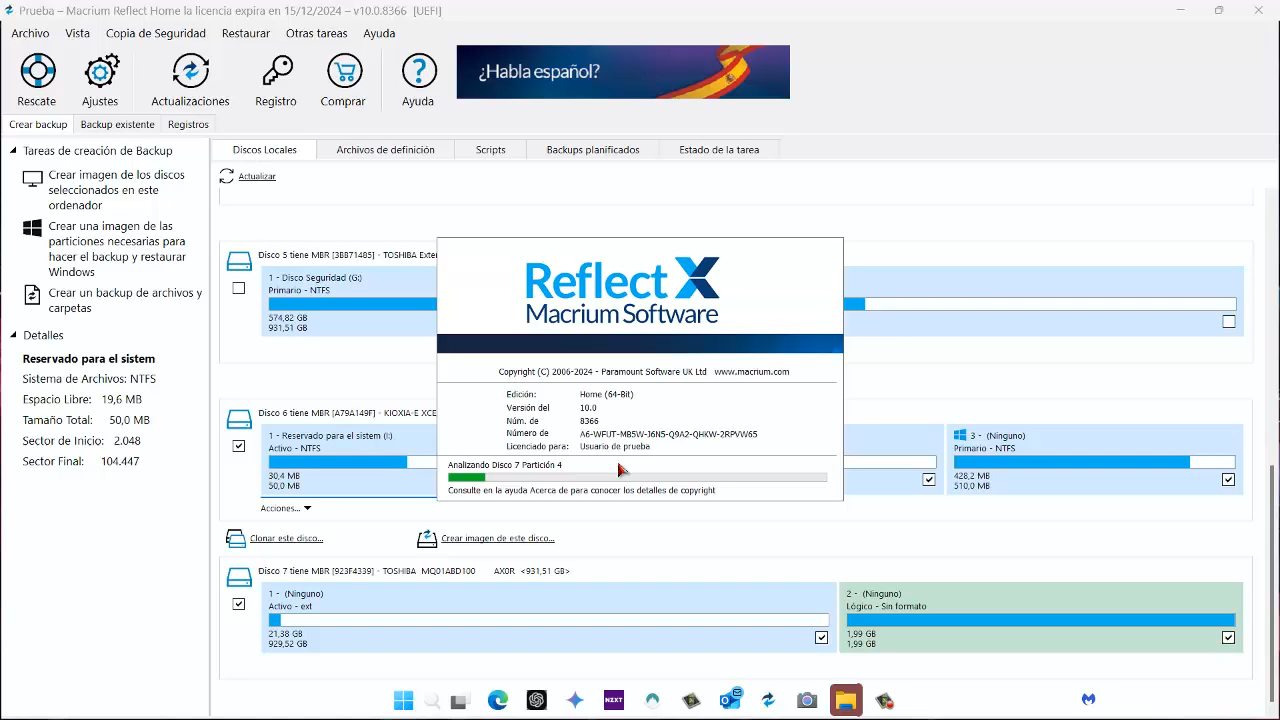 Prueba – Macrium Reflect Home la licencia expira en 15/12/2024 – v10.0.8366 [UEFI]
Archivo Vista Copia de Seguridad Restaurar Otras tareas Ayuda
Rescate Ajustes Actualizaciones Registro Comprar Ayuda
¿Habla español?
Crear backup Backup existente Registros
Tareas de creación de Backup
Crear imagen de los discos
seleccionados en este
ordenador
Crear una imagen de las
particiones necesarias para
hacer el backup y restaurar
Windows
Crear un backup de archivos y
carpetas
Detalles
Reservado para el sistema
Sistema de Archivos: NTFS
Espacio Libre: 19,6 MB
Tamaño Total: 50,0 MB
Sector de Inicio: 2.048
Sector Final: 104.447
Discos Locales Archivos de definición Scripts Backups planificados Estado de la tarea
Actualizar
Disco 5 tiene MBR [3BB71485] - TOSHIBA Exter
1 - Disco Seguridad (G:)
Primario - NTFS
574,82 GB
931,51 GB
Reflect X
Macrium Software
Copyright (C) 2006-2024 - Paramount Software UK Ltd www.macrium.com
Edición: Home (64-Bit)
Versión del 10.0
Núm. de 8366
Número de A6-WFUT-MB5W-J6N5-Q9A2-QHKW-2RPVW65
Licenciado para: Usuario de prueba
Analizando Disco 7 Partición 4
Consulte en la ayuda Acerca de para conocer los detalles de copyright
Disco 6 tiene MBR [A79A149F] - KIOXIA-E XCE
1 - Reservado para el sistema (I:)
Activo - NTFS
30,4 MB
50,0 MB
3 - (Ninguno)
Primario - NTFS
428,2 MB
510,0 MB
Acciones...
Clonar este disco... Crear imagen de este disco...
Disco 7 tiene MBR [923F4339] - TOSHIBA MQ01ABD100 AX0R <931,51 GB>
1 - (Ninguno)
Activo - ext
21,38 GB
929,52 GB
2 - (Ninguno)
Lógico - Sin formato
1,99 GB
1,99 GB
NZXT